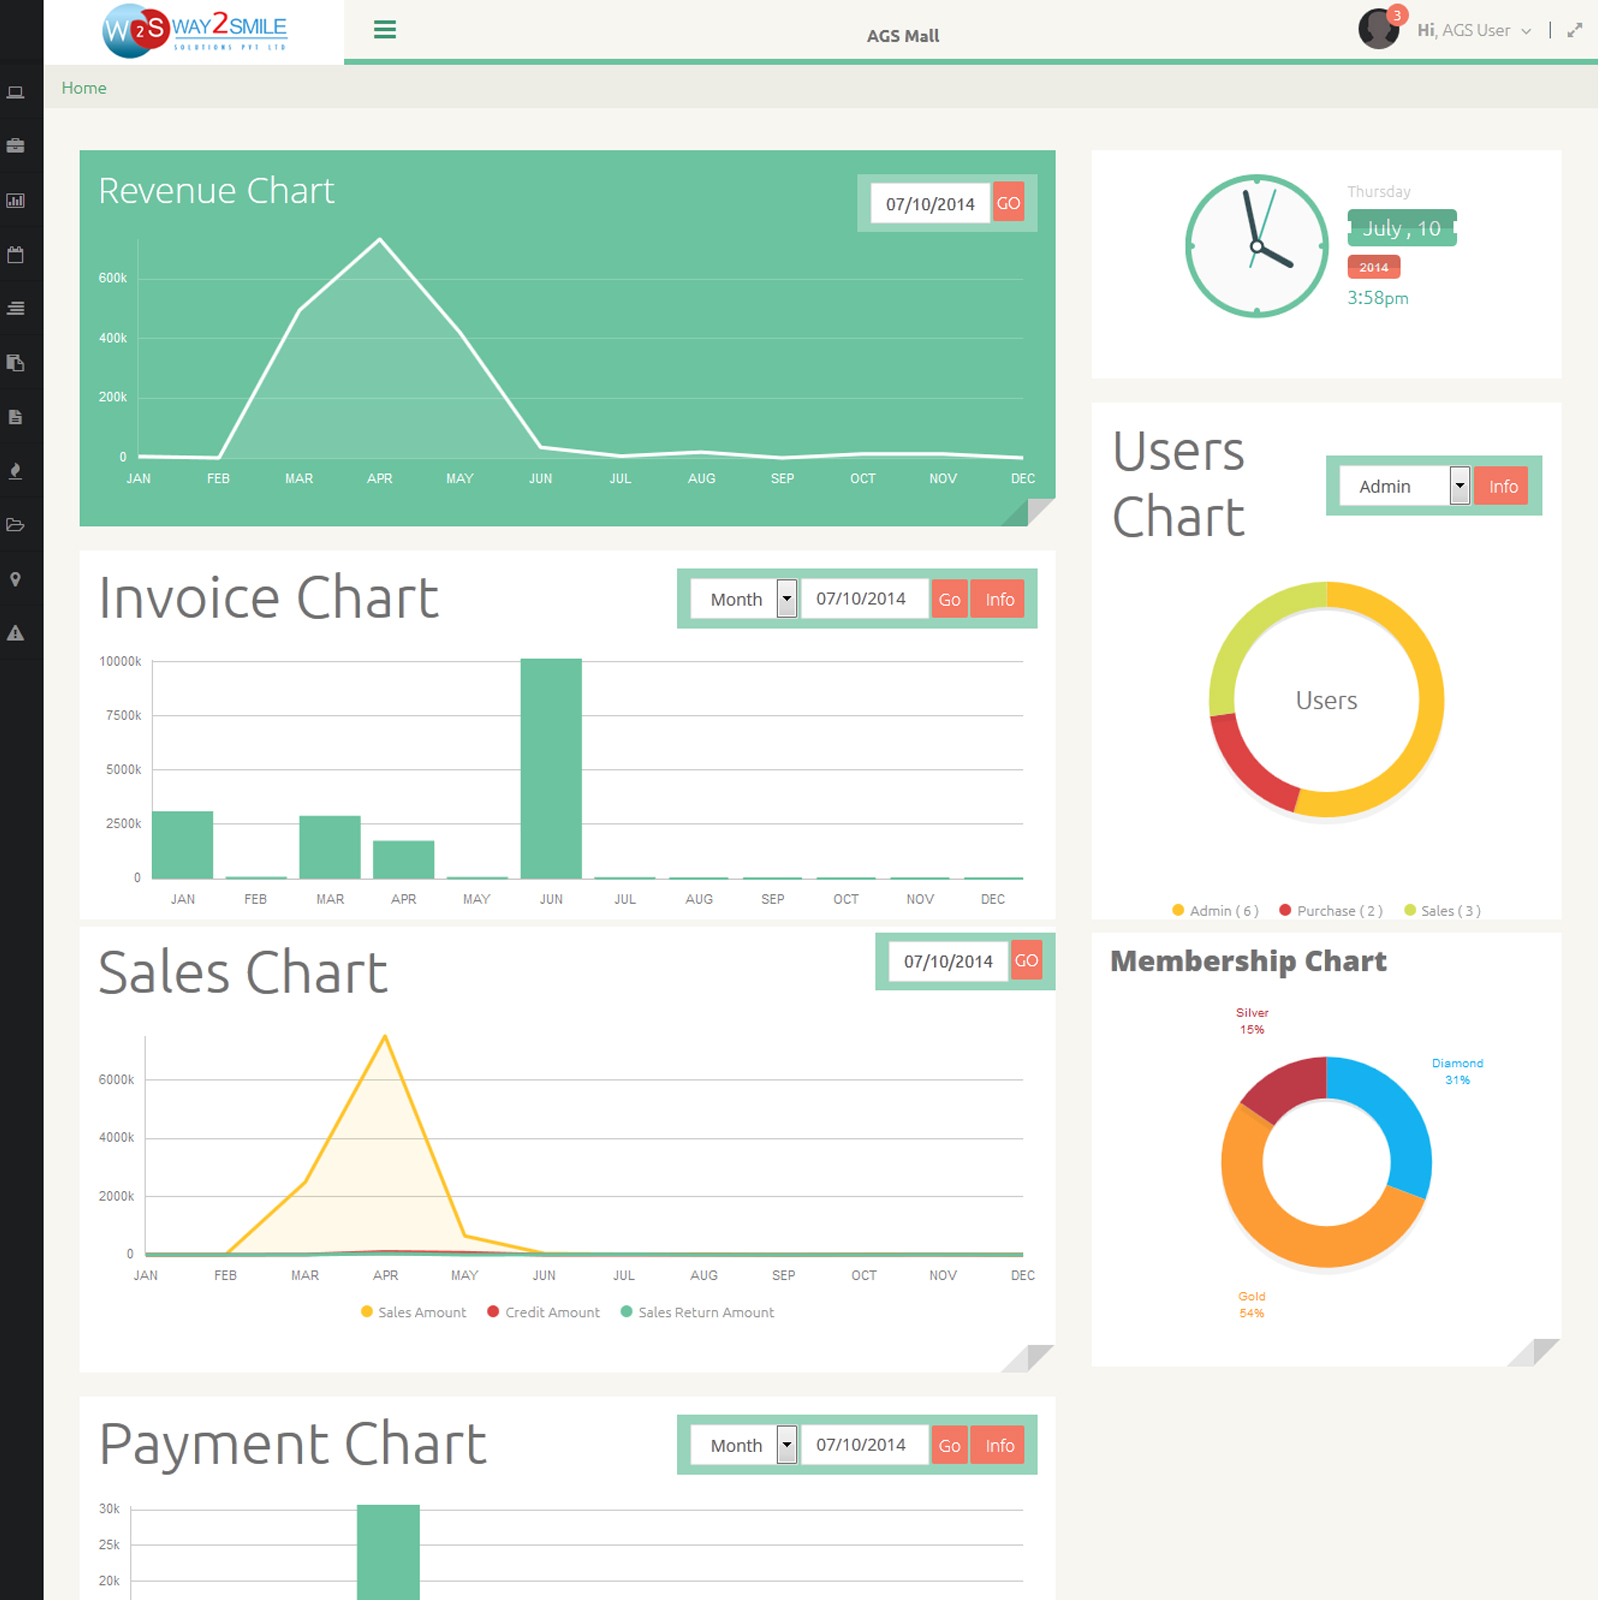 W2S WAY2SMILE
SOLUTIONS PVT LTD
AGS Mall
3
Hi, AGS User
Home
Revenue Chart
07/10/2014 GO
600k
400k
200k
0
JAN FEB MAR APR MAY JUN JUL AUG SEP OCT NOV DEC
Thursday
July , 10
2014
3:58pm
Users
Chart
Admin Info
Users
Admin ( 6 ) Purchase ( 2 ) Sales ( 3 )
Invoice Chart
Month 07/10/2014 Go Info
10000k
7500k
5000k
2500k
0
JAN FEB MAR APR MAY JUN JUL AUG SEP OCT NOV DEC
Sales Chart
07/10/2014 GO
6000k
4000k
2000k
0
JAN FEB MAR APR MAY JUN JUL AUG SEP OCT NOV DEC
Sales Amount Credit Amount Sales Return Amount
Membership Chart
Silver
15%
Diamond
31%
Gold
54%
Payment Chart
Month 07/10/2014 Go Info
30k
25k
20k